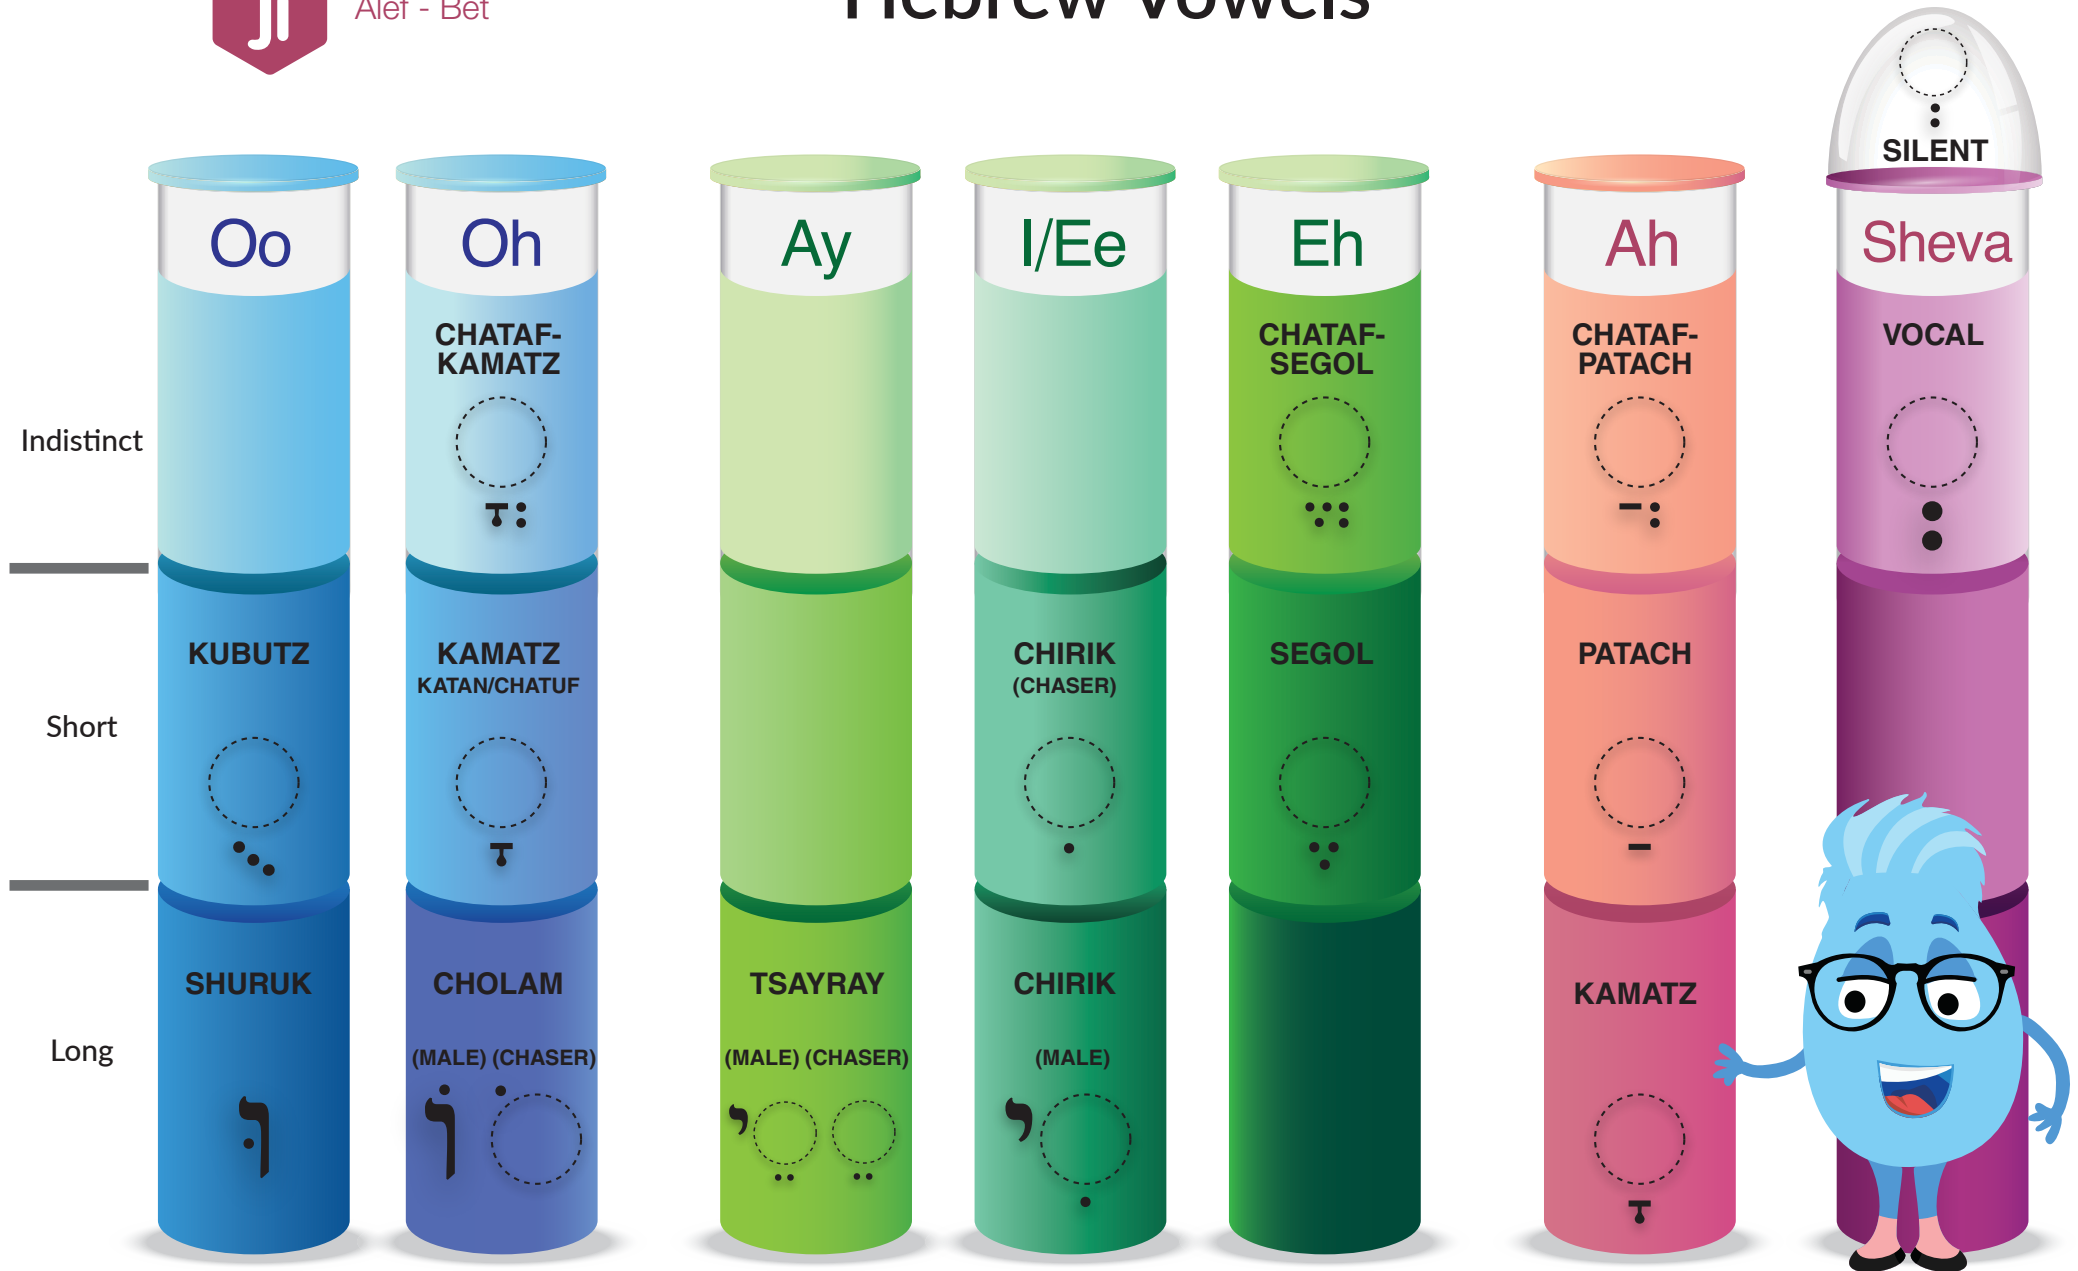 Alef - Bet
Hebrew Vowels
SILENT
Oo
Oh
Ay
I/Ee
Eh
Ah
Sheva
Indistinct
CHATAF-
KAMATZ
ֳׇ
CHATAF-
SEGOL
ֱ
CHATAF-
PATACH
ֲ
VOCAL
ְ
Short
KUBUTZ
ֻ
KAMATZ
KATAN/CHATUF
ָ
CHIRIK
(CHASER)
ִ
SEGOL
ֶ
PATACH
ַ
Long
SHURUK
וּ
CHOLAM
(MALE) (CHASER)
וֹ
TSAYRAY
(MALE) (CHASER)
י
CHIRIK
(MALE)
י
KAMATZ
ָ